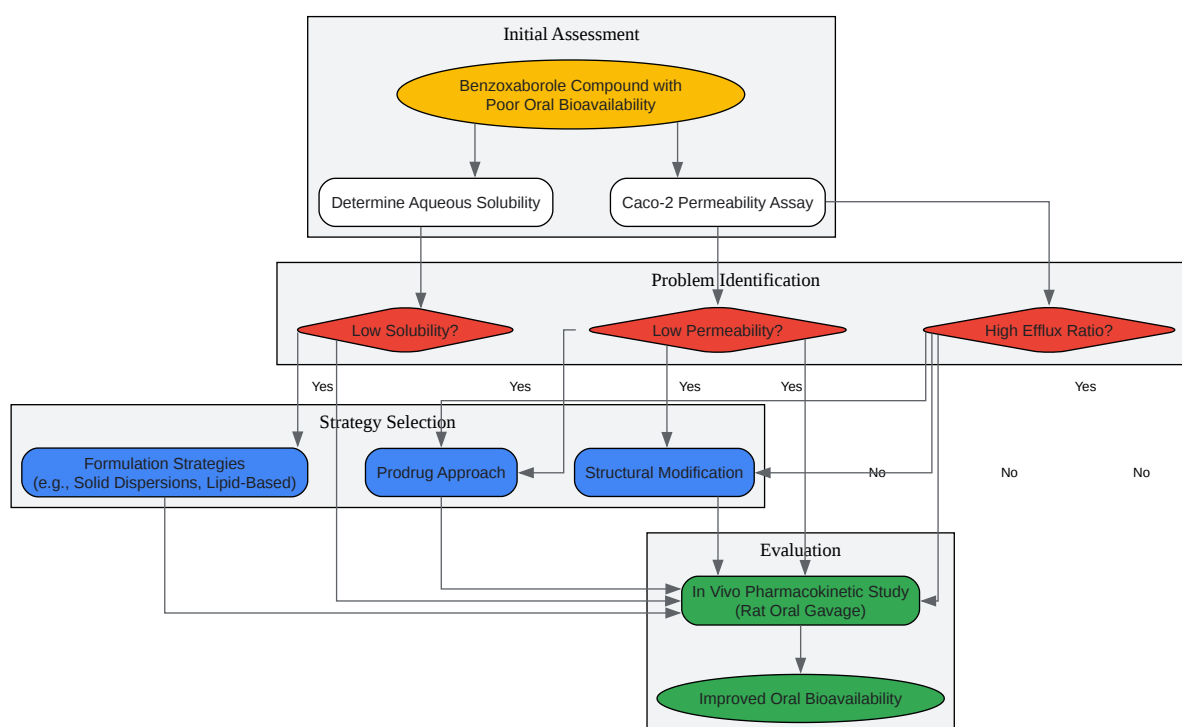 Initial Assessment
Benzoxaborole Compound with
Poor Oral Bioavailability
Determine Aqueous Solubility
Caco-2 Permeability Assay
Problem Identification
Low Solubility?
Low Permeability?
High Efflux Ratio?
Yes
Yes
Yes
Yes
Yes
Strategy Selection
Formulation Strategies
(e.g., Solid Dispersions, Lipid-Based)
Prodrug Approach
Structural Modification
No
No
No
Evaluation
In Vivo Pharmacokinetic Study
(Rat Oral Gavage)
Improved Oral Bioavailability